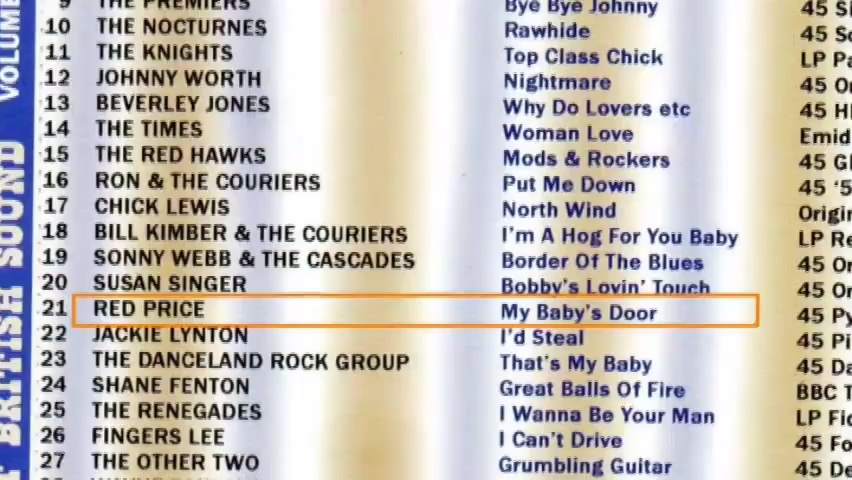 9 THE PREMIERS Bye Bye Johnny 45
10 THE NOCTURNES Rawhide 45
11 THE KNIGHTS Top Class Chick LP
12 JOHNNY WORTH Nightmare 45
13 BEVERLEY JONES Why Do Lovers etc 45
14 THE TIMES Woman Love
15 THE RED HAWKS Mods & Rockers 45
16 RON & THE COURIERS Put Me Down 45
17 CHICK LEWIS North Wind
18 BILL KIMBER & THE COURIERS I'm A Hog For You Baby LP
19 SONNY WEBB & THE CASCADES Border Of The Blues 45
20 SUSAN SINGER Bobby's Lovin' Touch 45
21 RED PRICE My Baby's Door 45
22 JACKIE LYNTON I'd Steal 45
23 THE DANCELAND ROCK GROUP That's My Baby 45
24 SHANE FENTON Great Balls Of Fire BBC
25 THE RENEGADES I Wanna Be Your Man LP
26 FINGERS LEE I Can't Drive 45
27 THE OTHER TWO Grumbling Guitar 45
BRITISH SOUND VOLUME